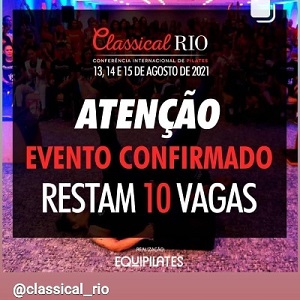 Classical RIO
CONFERÊNCIA INTERNACIONAL DE PILATES
13, 14 E 15 DE AGOSTO DE 2021
ATENÇÃO
EVENTO CONFIRMADO
RESTAM 10 VAGAS
REALIZAÇÃO:
EQUIPILATES
@classical_rio